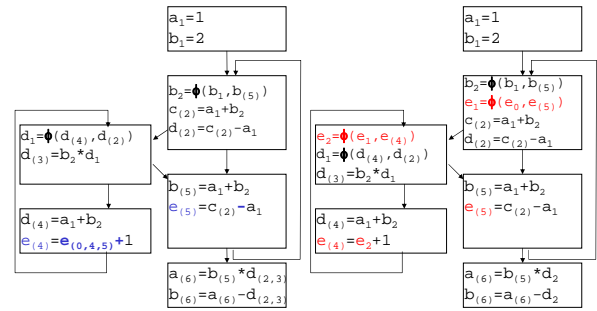 a₁=1
b₁=2
b₂=ϕ(b₁,b₍₅₎)
c₍₂₎=a₁+b₂
d₍₂₎=c₍₂₎-a₁
d₁=ϕ(d₍₄₎,d₍₂₎)
d₍₃₎=b₂*d₁
b₍₅₎=a₁+b₂
e₍₅₎=c₍₂₎-a₁
d₍₄₎=a₁+b₂
e₍₄₎=e₍₀,₄,₅₎+1
a₍₆₎=b₍₅₎*d₍₂,₃₎
b₍₆₎=a₍₆₎-d₍₂,₃₎
a₁=1
b₁=2
b₂=ϕ(b₁,b₍₅₎)
e₁=ϕ(e₀,e₍₅₎)
c₍₂₎=a₁+b₂
d₍₂₎=c₍₂₎-a₁
e₂=ϕ(e₁,e₍₄₎)
d₁=ϕ(d₍₄₎,d₍₂₎)
d₍₃₎=b₂*d₁
b₍₅₎=a₁+b₂
e₍₅₎=c₍₂₎-a₁
d₍₄₎=a₁+b₂
e₍₄₎=e₂+1
a₍₆₎=b₍₅₎*d₂
b₍₆₎=a₍₆₎-d₂